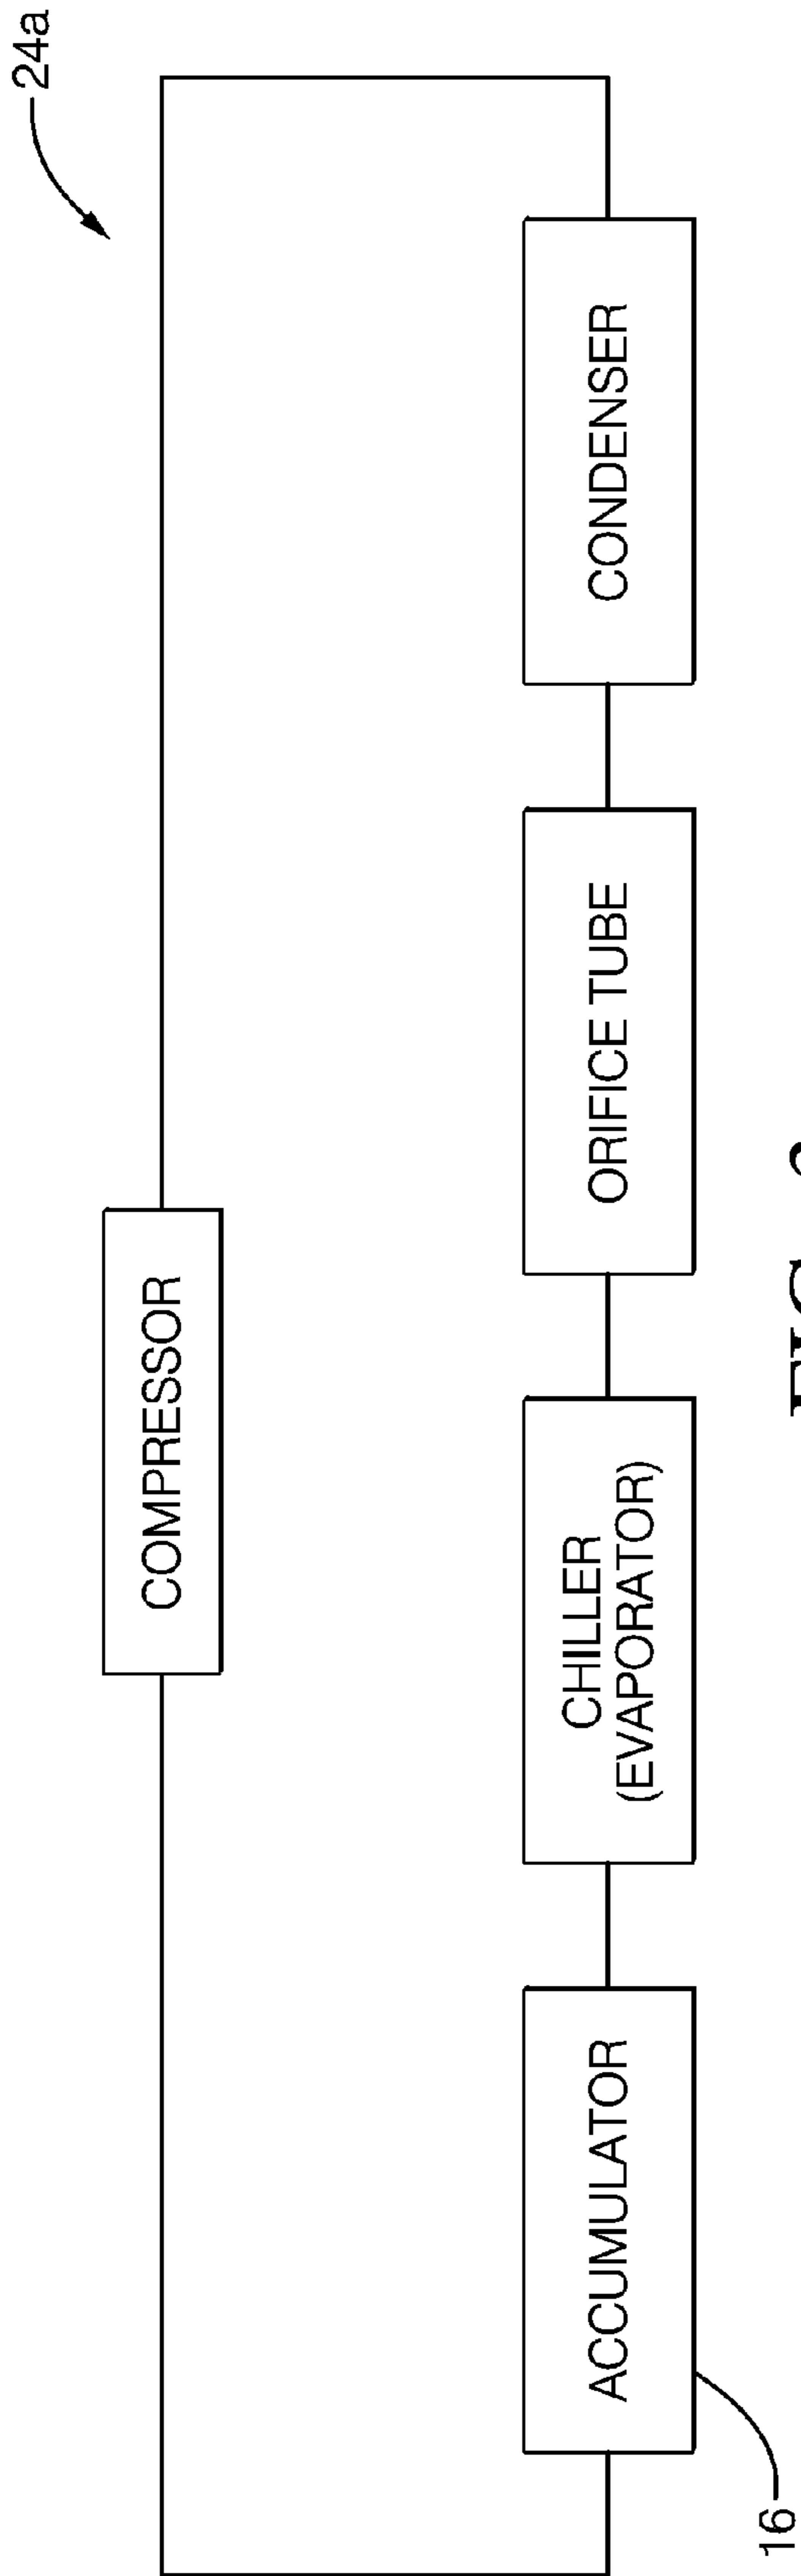 24a
COMPRESSOR
ACCUMULATOR
CHILLER
(EVAPORATOR)
ORIFICE TUBE
CONDENSER
16